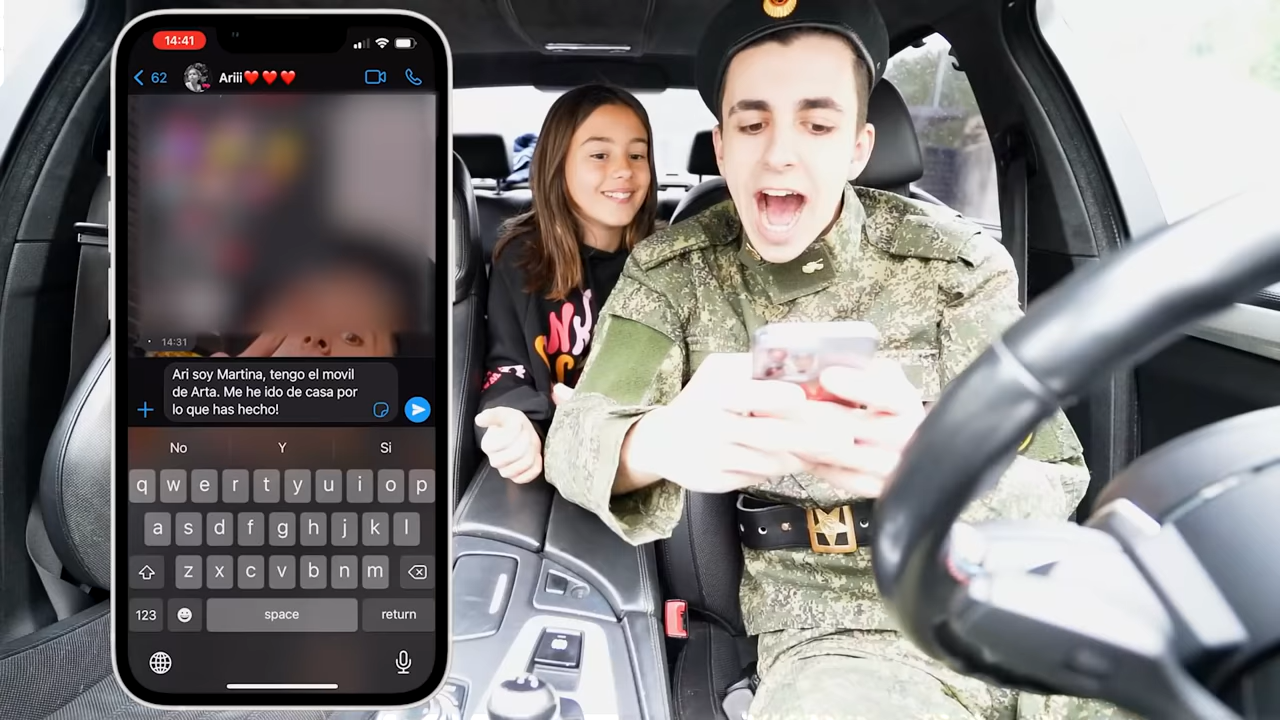 14:41
62 Ariii❤️❤️❤️
14:31
Ari soy Martina, tengo el movil
de Arta. Me he ido de casa por
lo que has hecho!
No Y Si
q w e r t y u i o p
a s d f g h j k l
z x c v b n m
123 space return